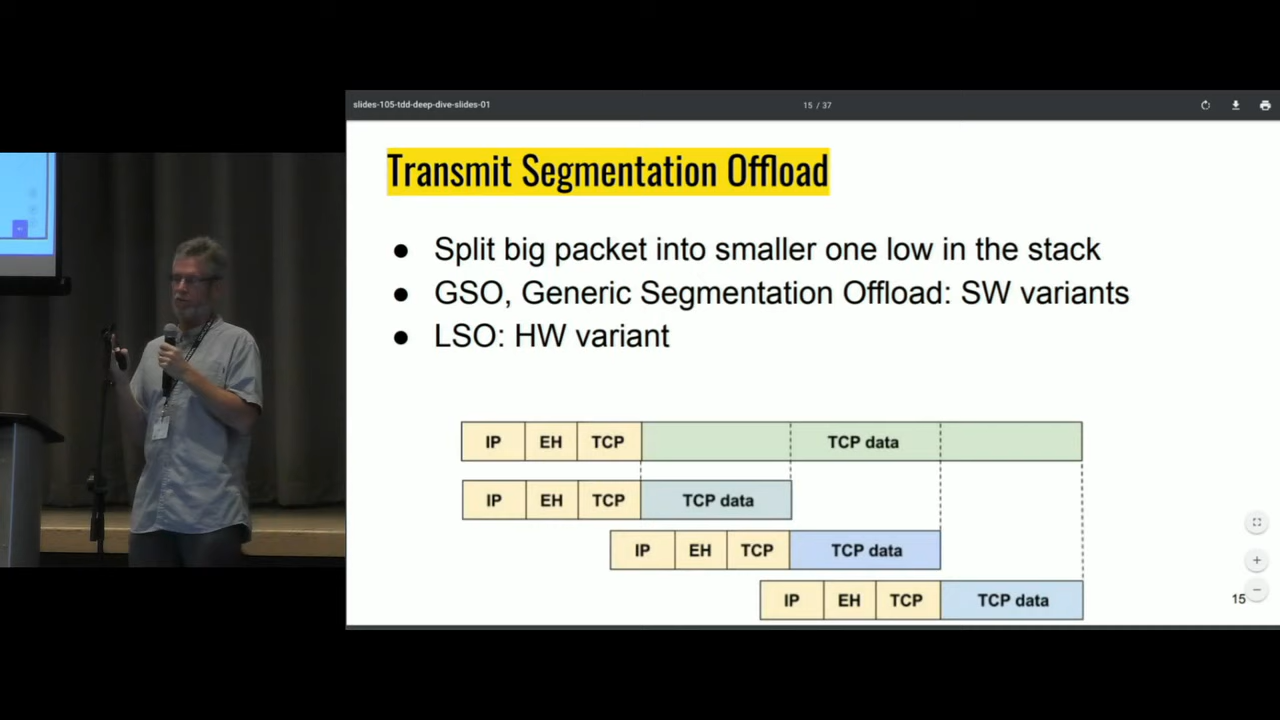 slides-105-tdd-deep-dive-slides-01
15 / 37
Transmit Segmentation Offload
● Split big packet into smaller one low in the stack
● GSO, Generic Segmentation Offload: SW variants
● LSO: HW variant
IP EH TCP TCP data
IP EH TCP TCP data
IP EH TCP TCP data
IP EH TCP TCP data
15